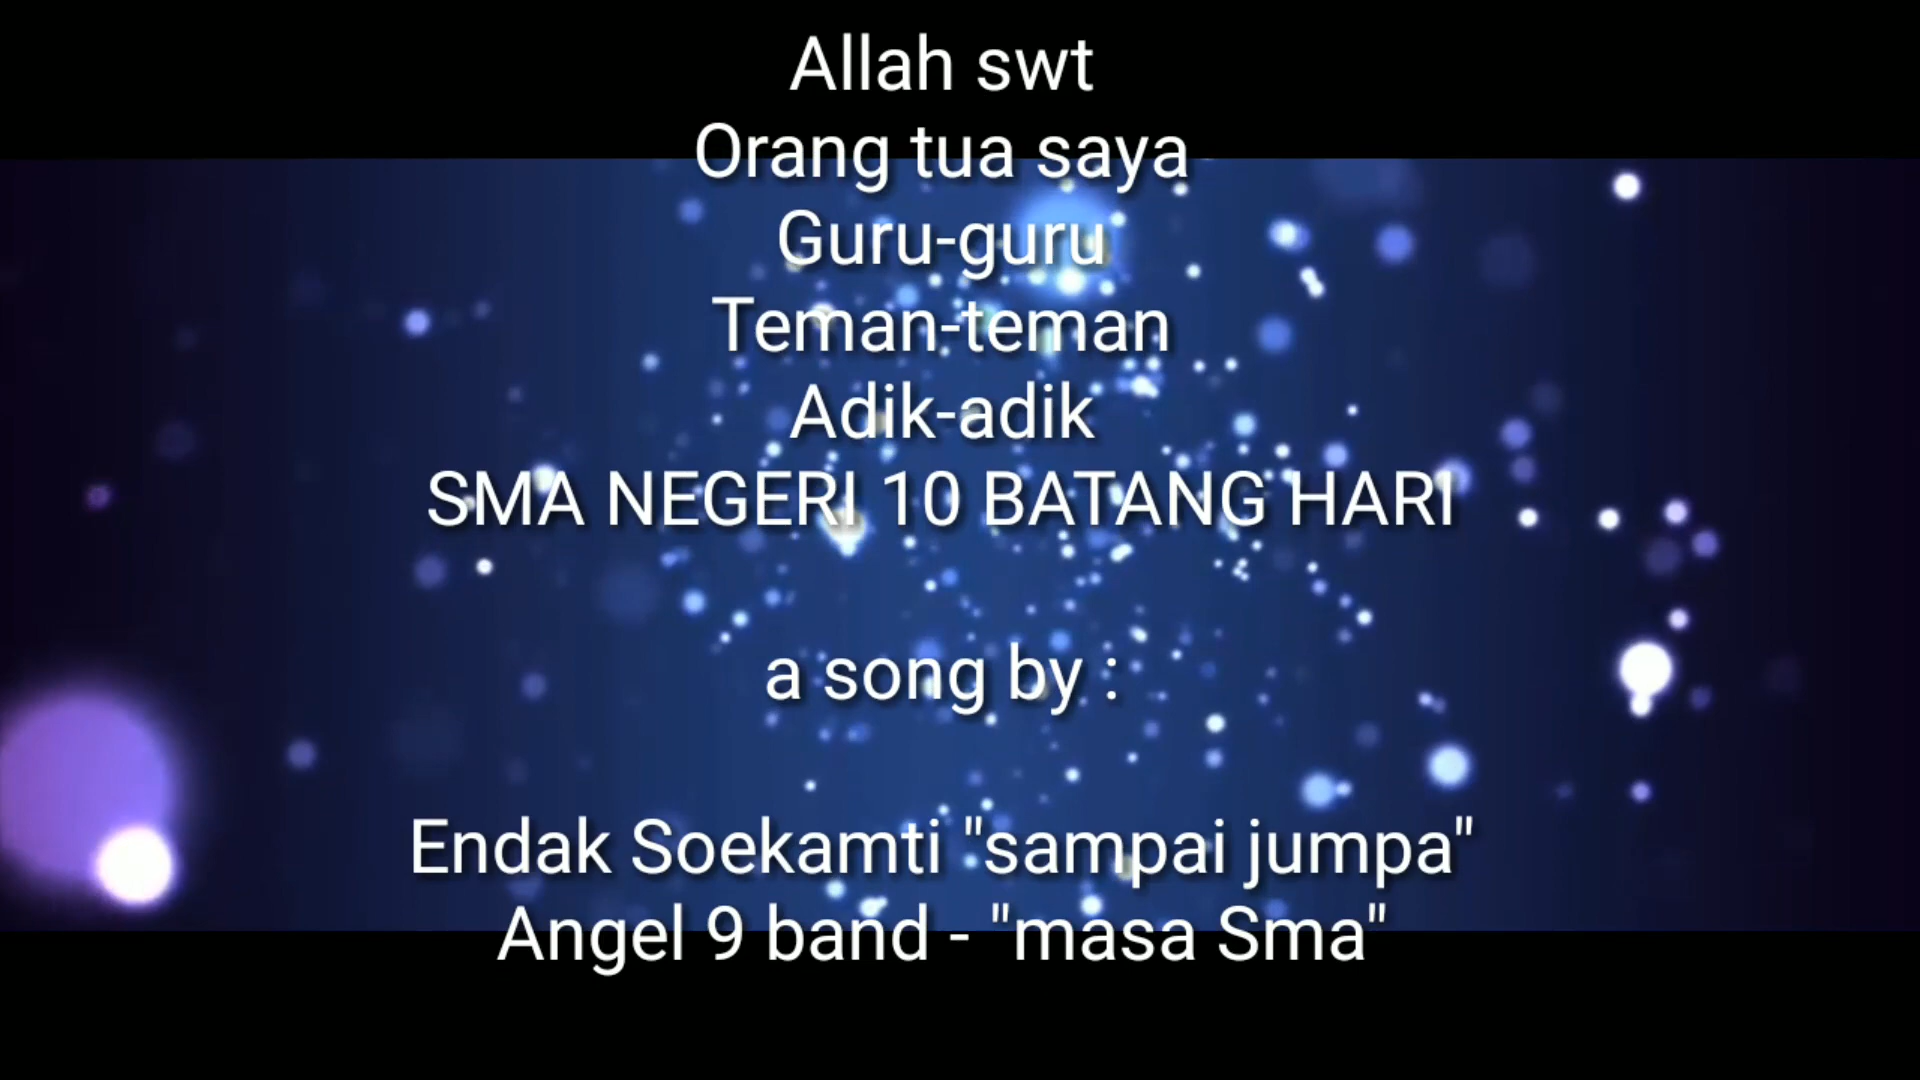 Allah swt
Orang tua saya
Guru-guru
Teman-teman
Adik-adik
SMA NEGERI 10 BATANG HARI
a song by :
Endak Soekamti "sampai jumpa"
Angel 9 band - "masa Sma"